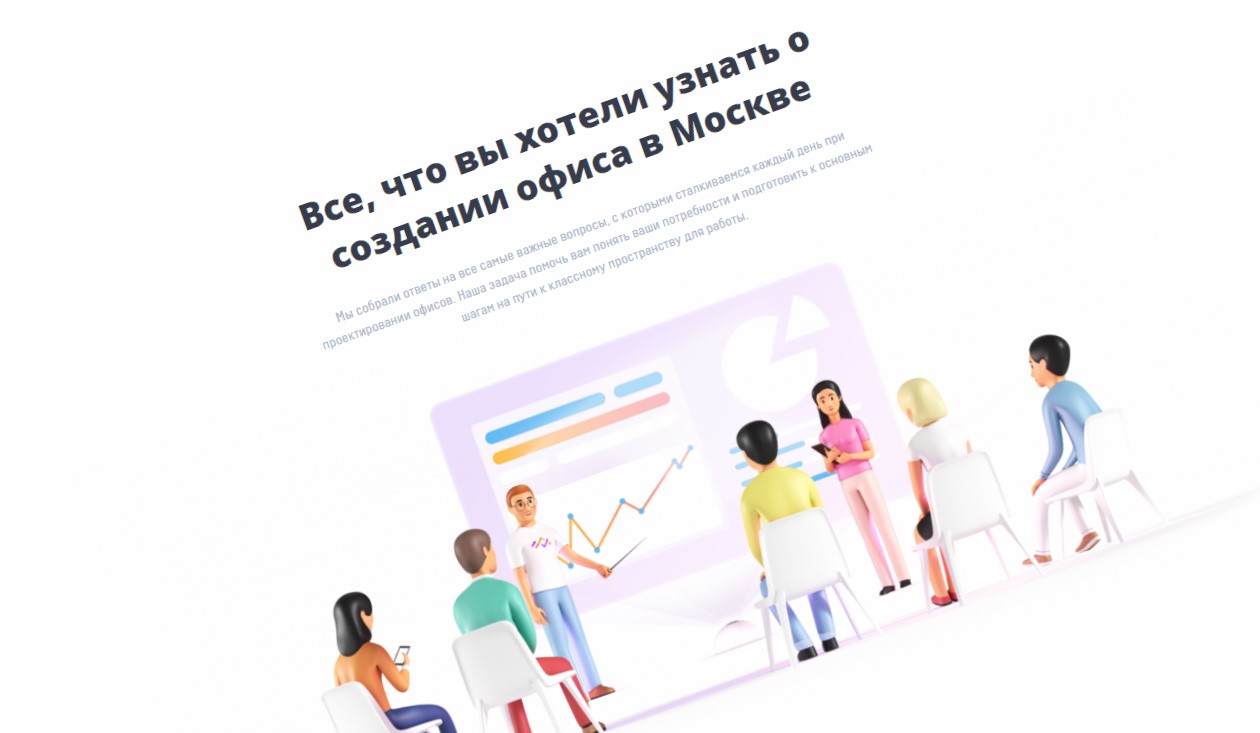 Все, что вы хотели узнать о
создании офиса в Москве
Мы собрали ответы на все самые важные вопросы, с которыми сталкиваемся каждый день при
проектировании офисов. Наша задача помочь вам понять ваши потребности и подготовить к основным
шагам на пути к классному пространству для работы.